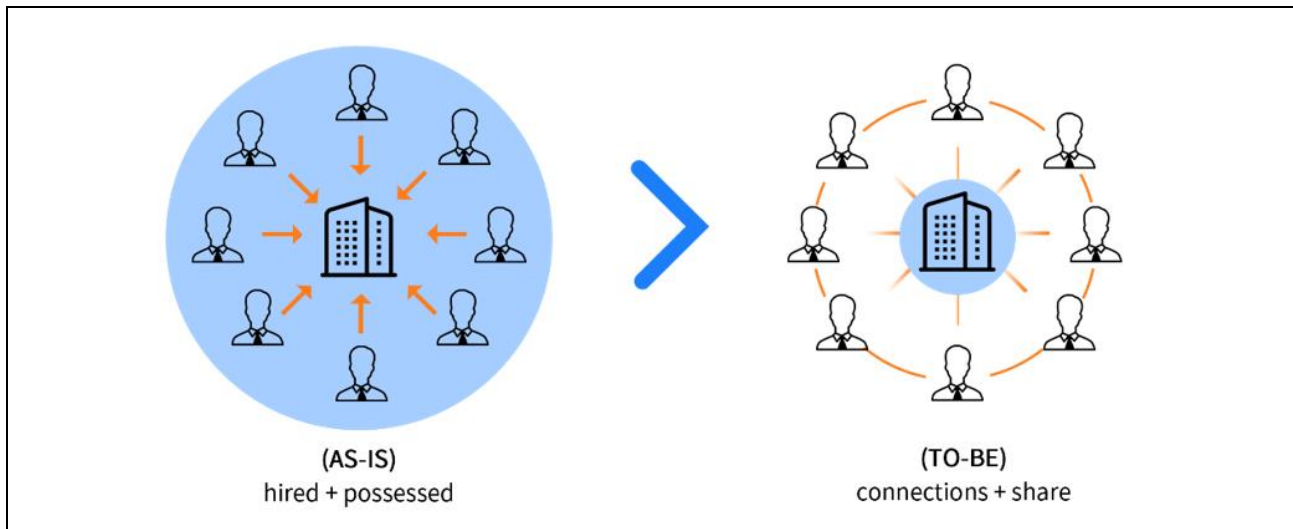 (AS-IS)
hired + possessed
(TO-BE)
connections + share